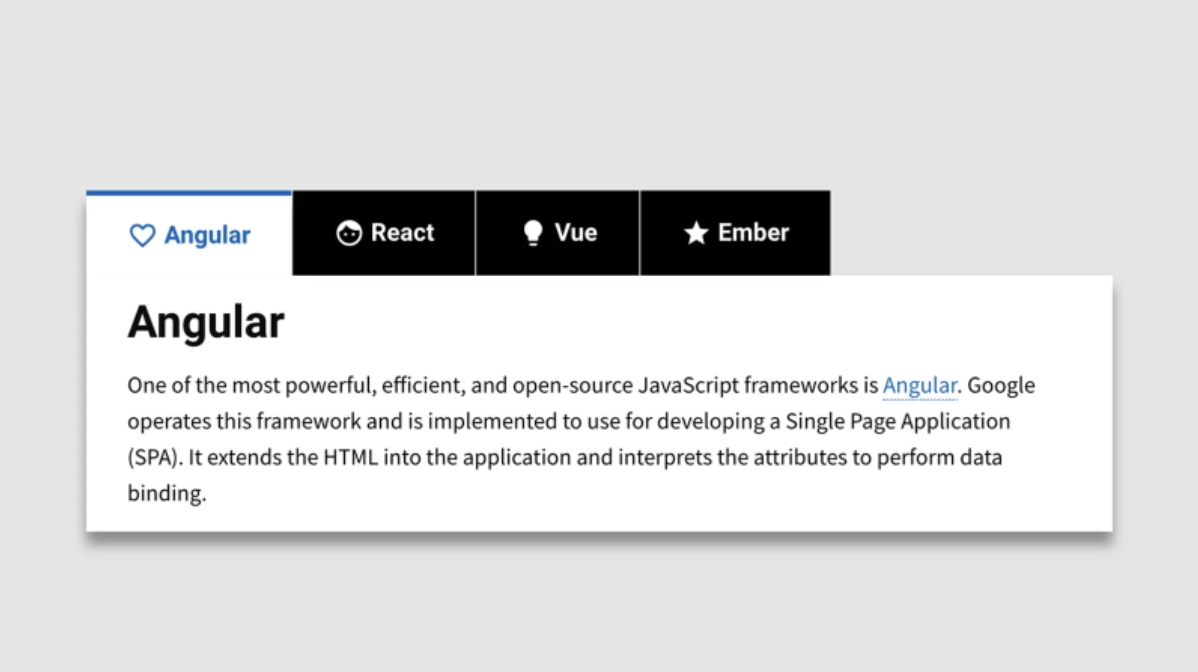 Angular React Vue Ember
Angular
One of the most powerful, efficient, and open-source JavaScript frameworks is Angular. Google
operates this framework and is implemented to use for developing a Single Page Application
(SPA). It extends the HTML into the application and interprets the attributes to perform data
binding.